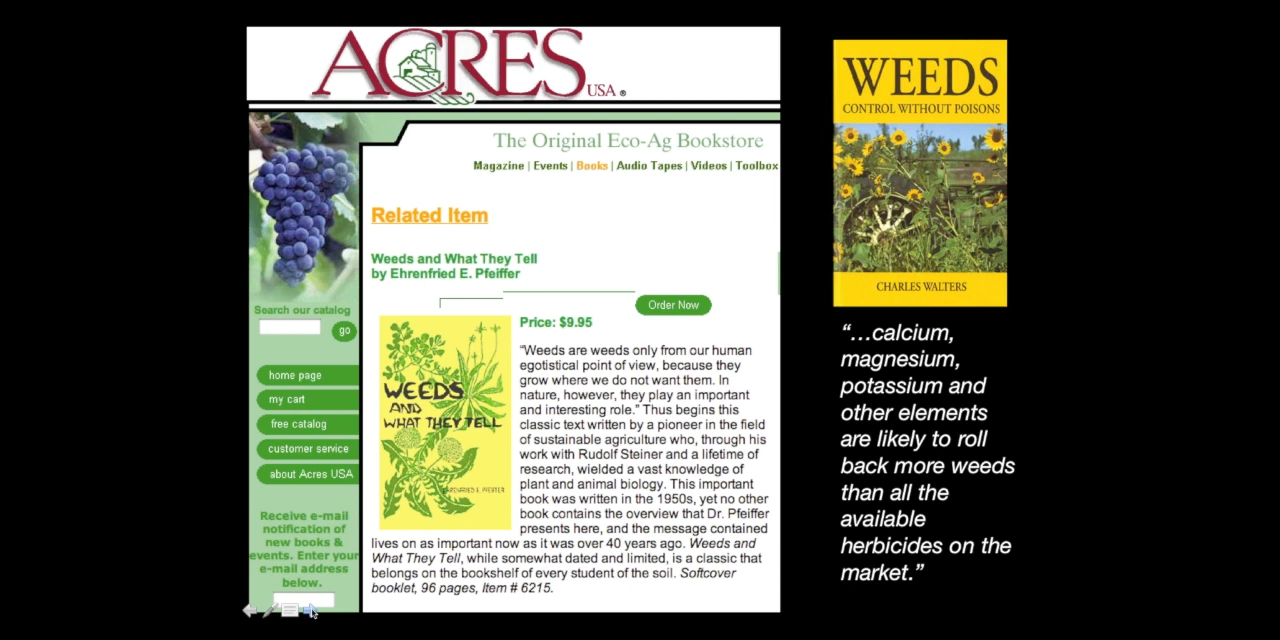 ACRES USA ®
The Original Eco-Ag Bookstore
Magazine | Events | Books | Audio Tapes | Videos | Toolbox
Search our catalog
go
home page
my cart
free catalog
customer service
about Acres USA
Receive e-mail
notification of
new books &
events. Enter your
e-mail address
below.
Related Item
Weeds and What They Tell
by Ehrenfried E. Pfeiffer
Order Now
WEEDS
AND
WHAT THEY TELL
EHRENFRIED E. PFEIFFER
Price: $9.95
“Weeds are weeds only from our human
egotistical point of view, because they
grow where we do not want them. In
nature, however, they play an important
and interesting role.” Thus begins this
classic text written by a pioneer in the field
of sustainable agriculture who, through his
work with Rudolf Steiner and a lifetime of
research, wielded a vast knowledge of
plant and animal biology. This important
book was written in the 1950s, yet no other
book contains the overview that Dr. Pfeiffer
presents here, and the message contained
lives on as important now as it was over 40 years ago. Weeds and
What They Tell, while somewhat dated and limited, is a classic that
belongs on the bookshelf of every student of the soil. Softcover
booklet, 96 pages, Item # 6215.
WEEDS
CONTROL WITHOUT POISONS
CHARLES WALTERS
“…calcium,
magnesium,
potassium and
other elements
are likely to roll
back more weeds
than all the
available
herbicides on the
market.”